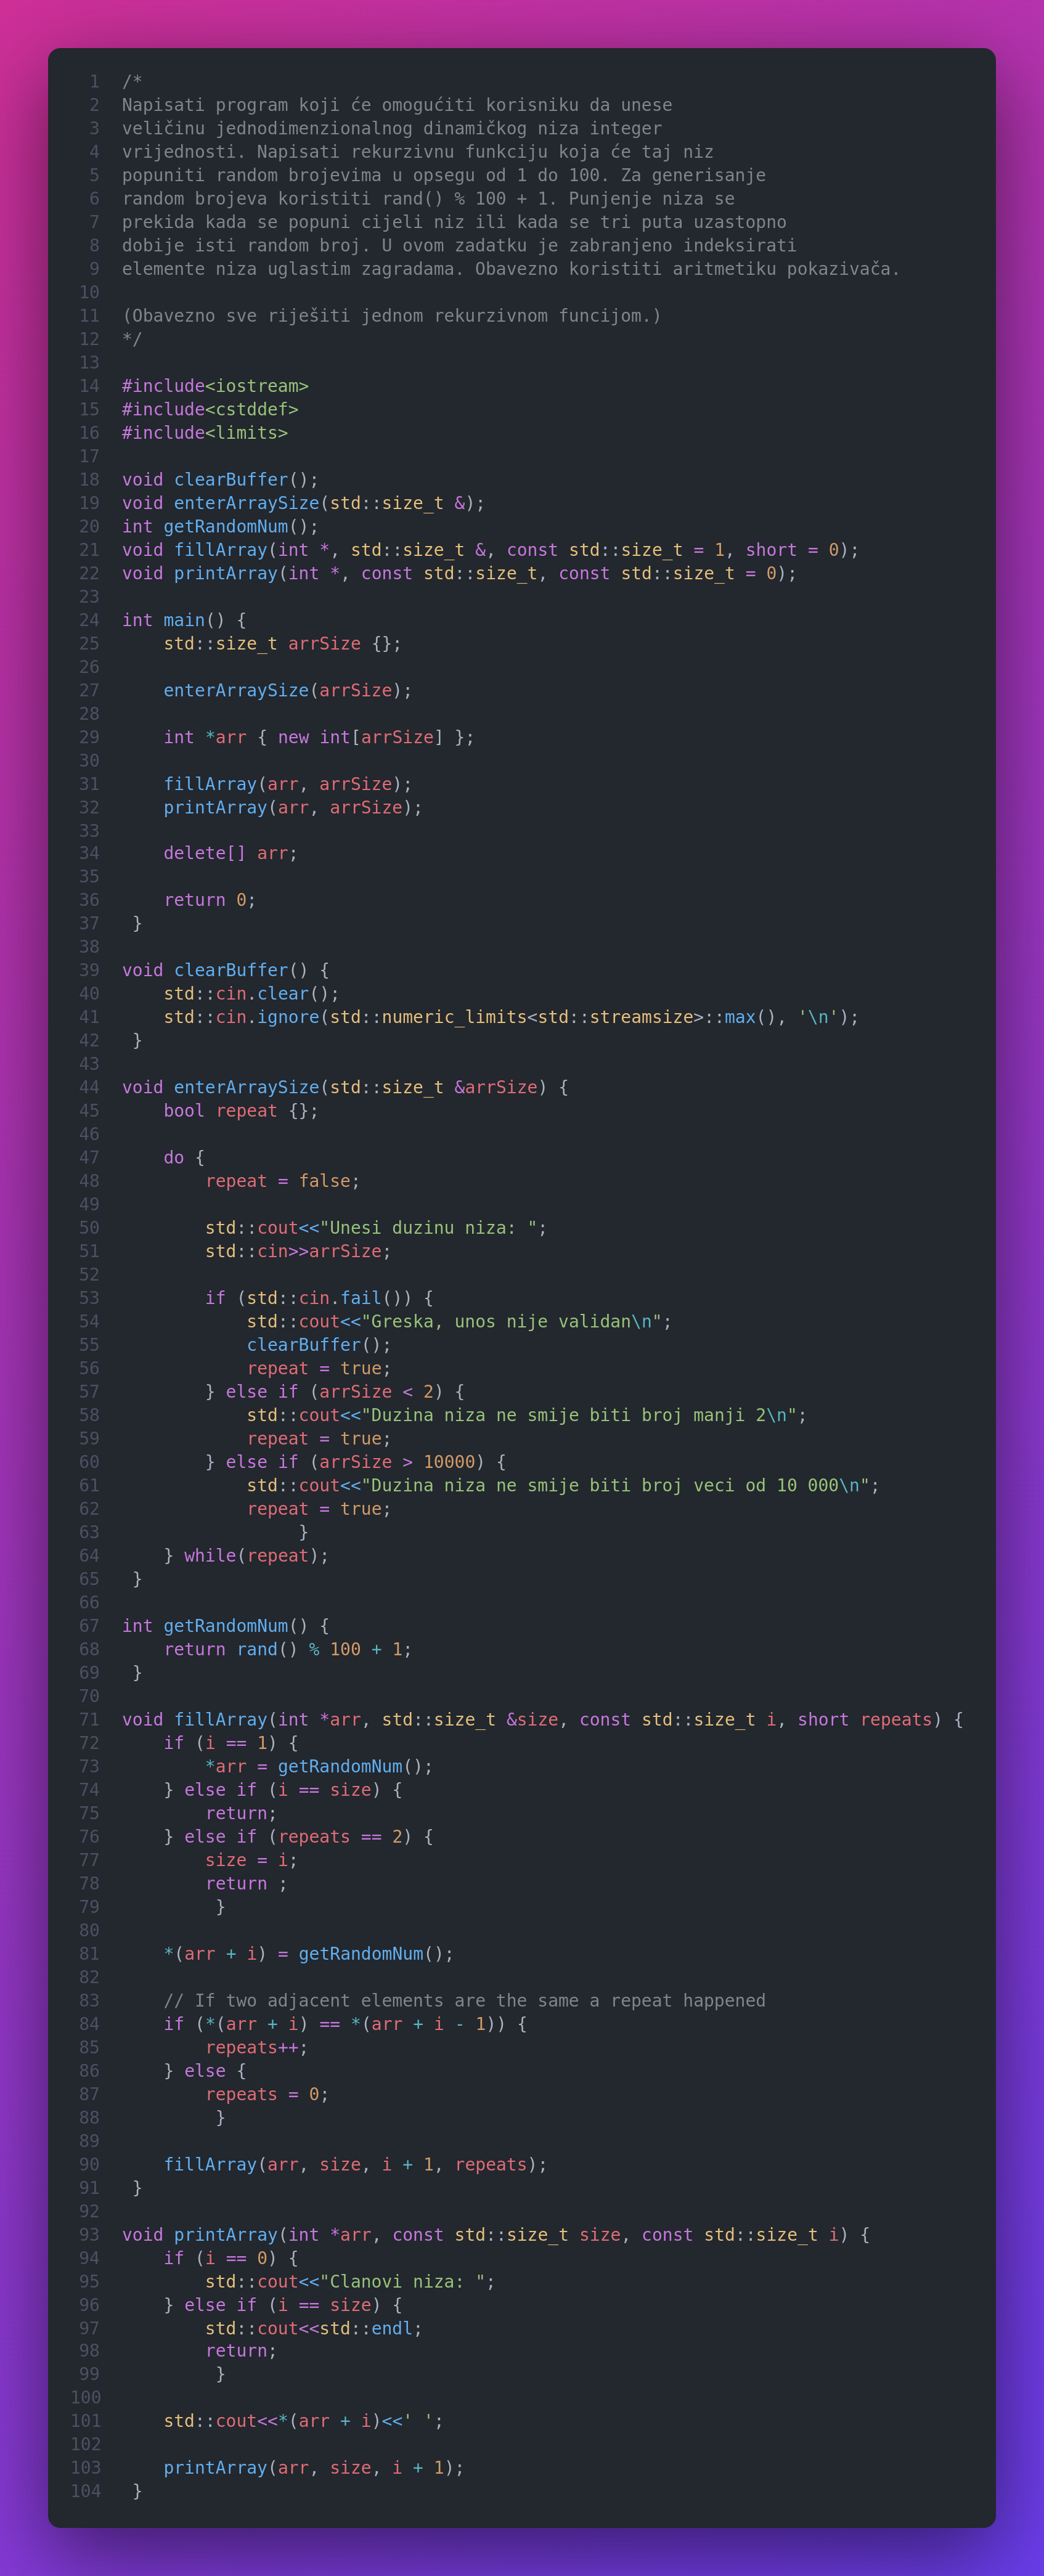 1 /*
2 Napisati program koji će omogućiti korisniku da unese
3 veličinu jednodimenzionalnog dinamičkog niza integer
4 vrijednosti. Napisati rekurzivnu funkciju koja će taj niz
5 popuniti random brojevima u opsegu od 1 do 100. Za generisanje
6 random brojeva koristiti rand() % 100 + 1. Punjenje niza se
7 prekida kada se popuni cijeli niz ili kada se tri puta uzastopno
8 dobije isti random broj. U ovom zadatku je zabranjeno indeksirati
9 elemente niza uglastim zagradama. Obavezno koristiti aritmetiku pokazivača.
10
11 (Obavezno sve riješiti jednom rekurzivnom funcijom.)
12 */
13
14 #include<iostream>
15 #include<cstddef>
16 #include<limits>
17
18 void clearBuffer();
19 void enterArraySize(std::size_t &);
20 int getRandomNum();
21 void fillArray(int *, std::size_t &, const std::size_t = 1, short = 0);
22 void printArray(int *, const std::size_t, const std::size_t = 0);
23
24 int main() {
25     std::size_t arrSize {};
26
27     enterArraySize(arrSize);
28
29     int *arr { new int[arrSize] };
30
31     fillArray(arr, arrSize);
32     printArray(arr, arrSize);
33
34     delete[] arr;
35
36     return 0;
37  }
38
39 void clearBuffer() {
40     std::cin.clear();
41     std::cin.ignore(std::numeric_limits<std::streamsize>::max(), '\n');
42  }
43
44 void enterArraySize(std::size_t &arrSize) {
45     bool repeat {};
46
47     do {
48         repeat = false;
49
50         std::cout<<"Unesi duzinu niza: ";
51         std::cin>>arrSize;
52
53         if (std::cin.fail()) {
54             std::cout<<"Greska, unos nije validan\n";
55             clearBuffer();
56             repeat = true;
57         } else if (arrSize < 2) {
58             std::cout<<"Duzina niza ne smije biti broj manji 2\n";
59             repeat = true;
60         } else if (arrSize > 10000) {
61             std::cout<<"Duzina niza ne smije biti broj veci od 10 000\n";
62             repeat = true;
63                  }
64     } while(repeat);
65  }
66
67 int getRandomNum() {
68     return rand() % 100 + 1;
69  }
70
71 void fillArray(int *arr, std::size_t &size, const std::size_t i, short repeats) {
72     if (i == 1) {
73         *arr = getRandomNum();
74     } else if (i == size) {
75         return;
76     } else if (repeats == 2) {
77         size = i;
78         return ;
79          }
80
81     *(arr + i) = getRandomNum();
82
83     // If two adjacent elements are the same a repeat happened
84     if (*(arr + i) == *(arr + i - 1)) {
85         repeats++;
86     } else {
87         repeats = 0;
88          }
89
90     fillArray(arr, size, i + 1, repeats);
91  }
92
93 void printArray(int *arr, const std::size_t size, const std::size_t i) {
94     if (i == 0) {
95         std::cout<<"Clanovi niza: ";
96     } else if (i == size) {
97         std::cout<<std::endl;
98         return;
99          }
100
101     std::cout<<*(arr + i)<<' ';
102
103     printArray(arr, size, i + 1);
104  }